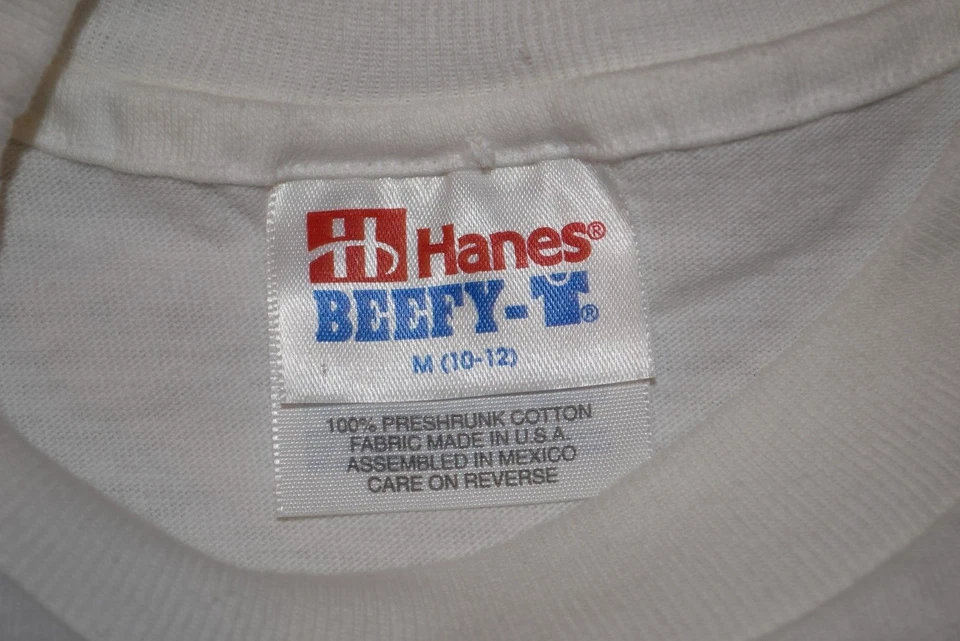 H Hanes®
BEEFY-T®
M (10-12)
100% PRESHRUNK COTTON
FABRIC MADE IN U.S.A.
ASSEMBLED IN MEXICO
CARE ON REVERSE